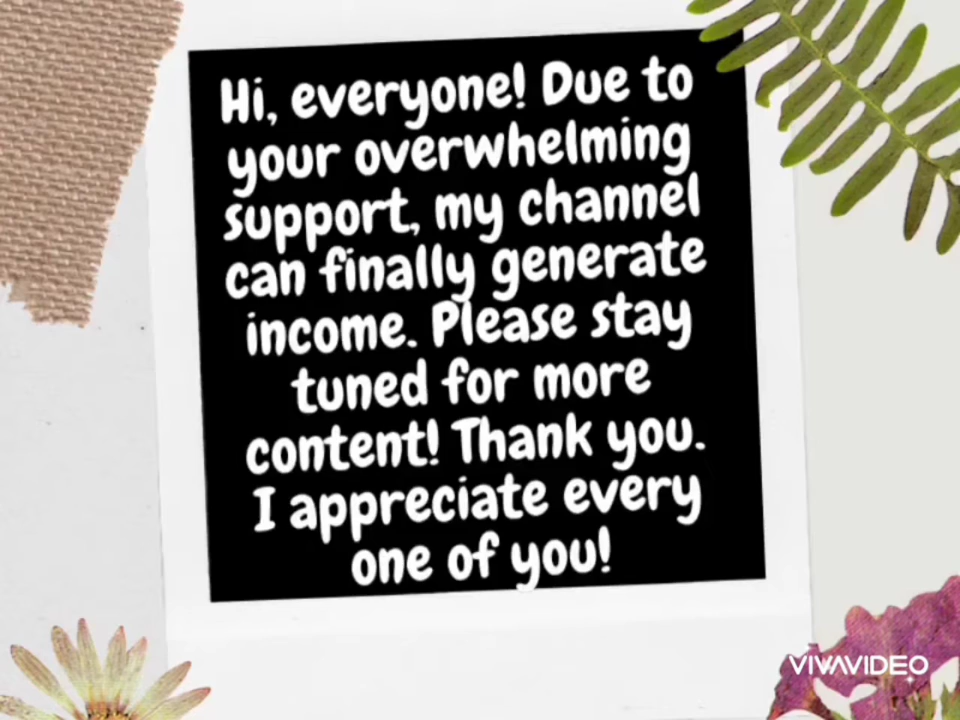 Hi, everyone! Due to
your overwhelming
support, my channel
can finally generate
income. Please stay
tuned for more
content! Thank you.
I appreciate every
one of you!
VIVAVIDEO